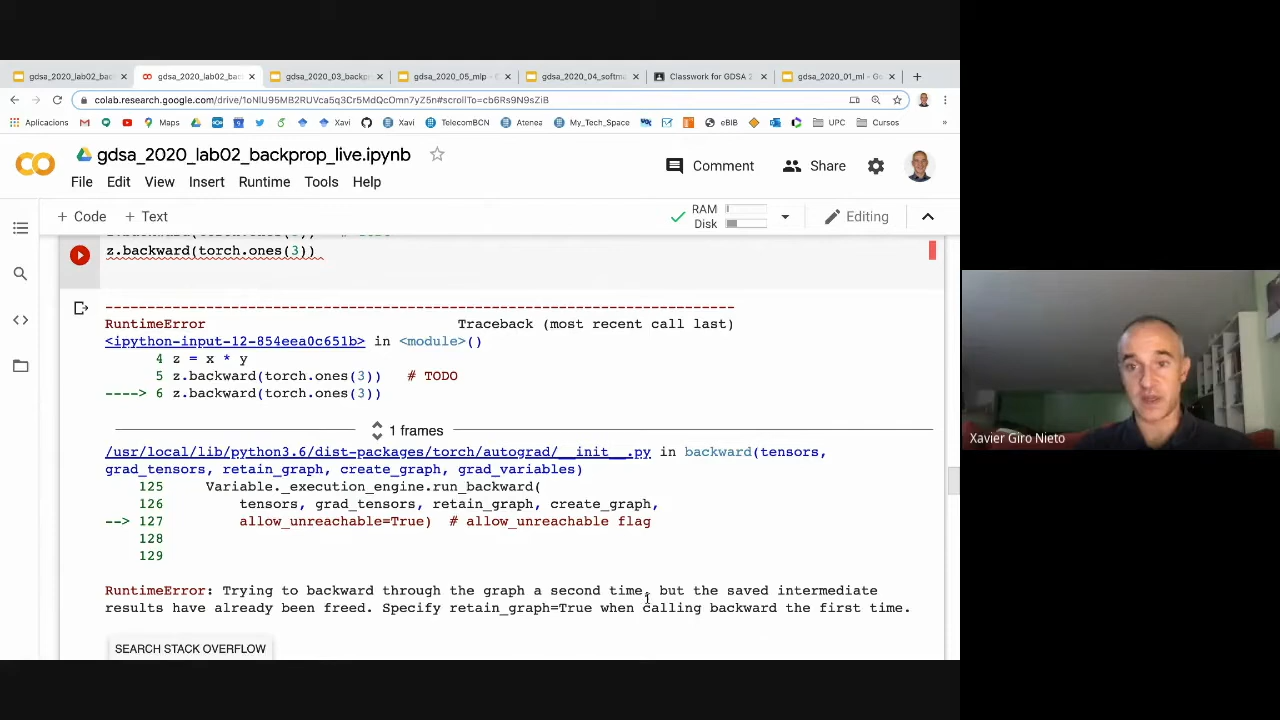 gdsa_2020_lab02_bac
gdsa_2020_lab02_bac
gdsa_2020_03_backp
gdsa_2020_05_mlp - G
gdsa_2020_04_softma
Classwork for GDSA 2
gdsa_2020_01_ml - Go
colab.research.google.com/drive/1oNlU95MB2RUVca5q3Cr5MdQcOmn7yZ5n#scrollTo=cb6Rs9N9sZiB
Aplicaciones
Maps
Xavi
Xavi
TelecomBCN
Atenea
My_Tech_Space
eBIB
UPC
Cursos
»
CO gdsa_2020_lab02_backprop_live.ipynb
Comment
Share
File Edit View Insert Runtime Tools Help
+ Code + Text
RAM
Disk
Editing
z.backward(torch.ones(3))
RuntimeError Traceback (most recent call last)
<ipython-input-12-854eea0c651b> in <module>()
4 z = x * y
5 z.backward(torch.ones(3)) # TODO
----> 6 z.backward(torch.ones(3))
1 frames
/usr/local/lib/python3.6/dist-packages/torch/autograd/__init__.py in backward(tensors,
grad_tensors, retain_graph, create_graph, grad_variables)
125 Variable._execution_engine.run_backward(
126 tensors, grad_tensors, retain_graph, create_graph,
--> 127 allow_unreachable=True) # allow_unreachable flag
128
129
RuntimeError: Trying to backward through the graph a second time, but the saved intermediate
results have already been freed. Specify retain_graph=True when calling backward the first time.
SEARCH STACK OVERFLOW
Xavier Giro Nieto